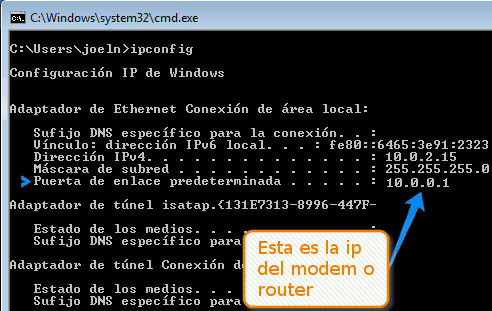 C:\Windows\system32\cmd.exe
C:\Users\joeln>ipconfig
Configuración IP de Windows
Adaptador de Ethernet Conexión de área local:
Sufijo DNS específico para la conexión. . :
Vínculo: dirección IPv6 local. . . : fe80::6465:3e91:2323
Dirección IPv4. . . . . . . . . . . . . . : 10.0.2.15
Máscara de subred . . . . . . . . . . . . : 255.255.255.0
Puerta de enlace predeterminada . . . . . : 10.0.0.1
Adaptador de túnel isatap.{131E7313-8996-447F-
Estado de los medios. . . . . . . . . . . :
Sufijo DNS específico para
Esta es la ip
del modem o
router
Adaptador de túnel Conexión de
Estado de los medios. . . .
Sufijo DNS específico para